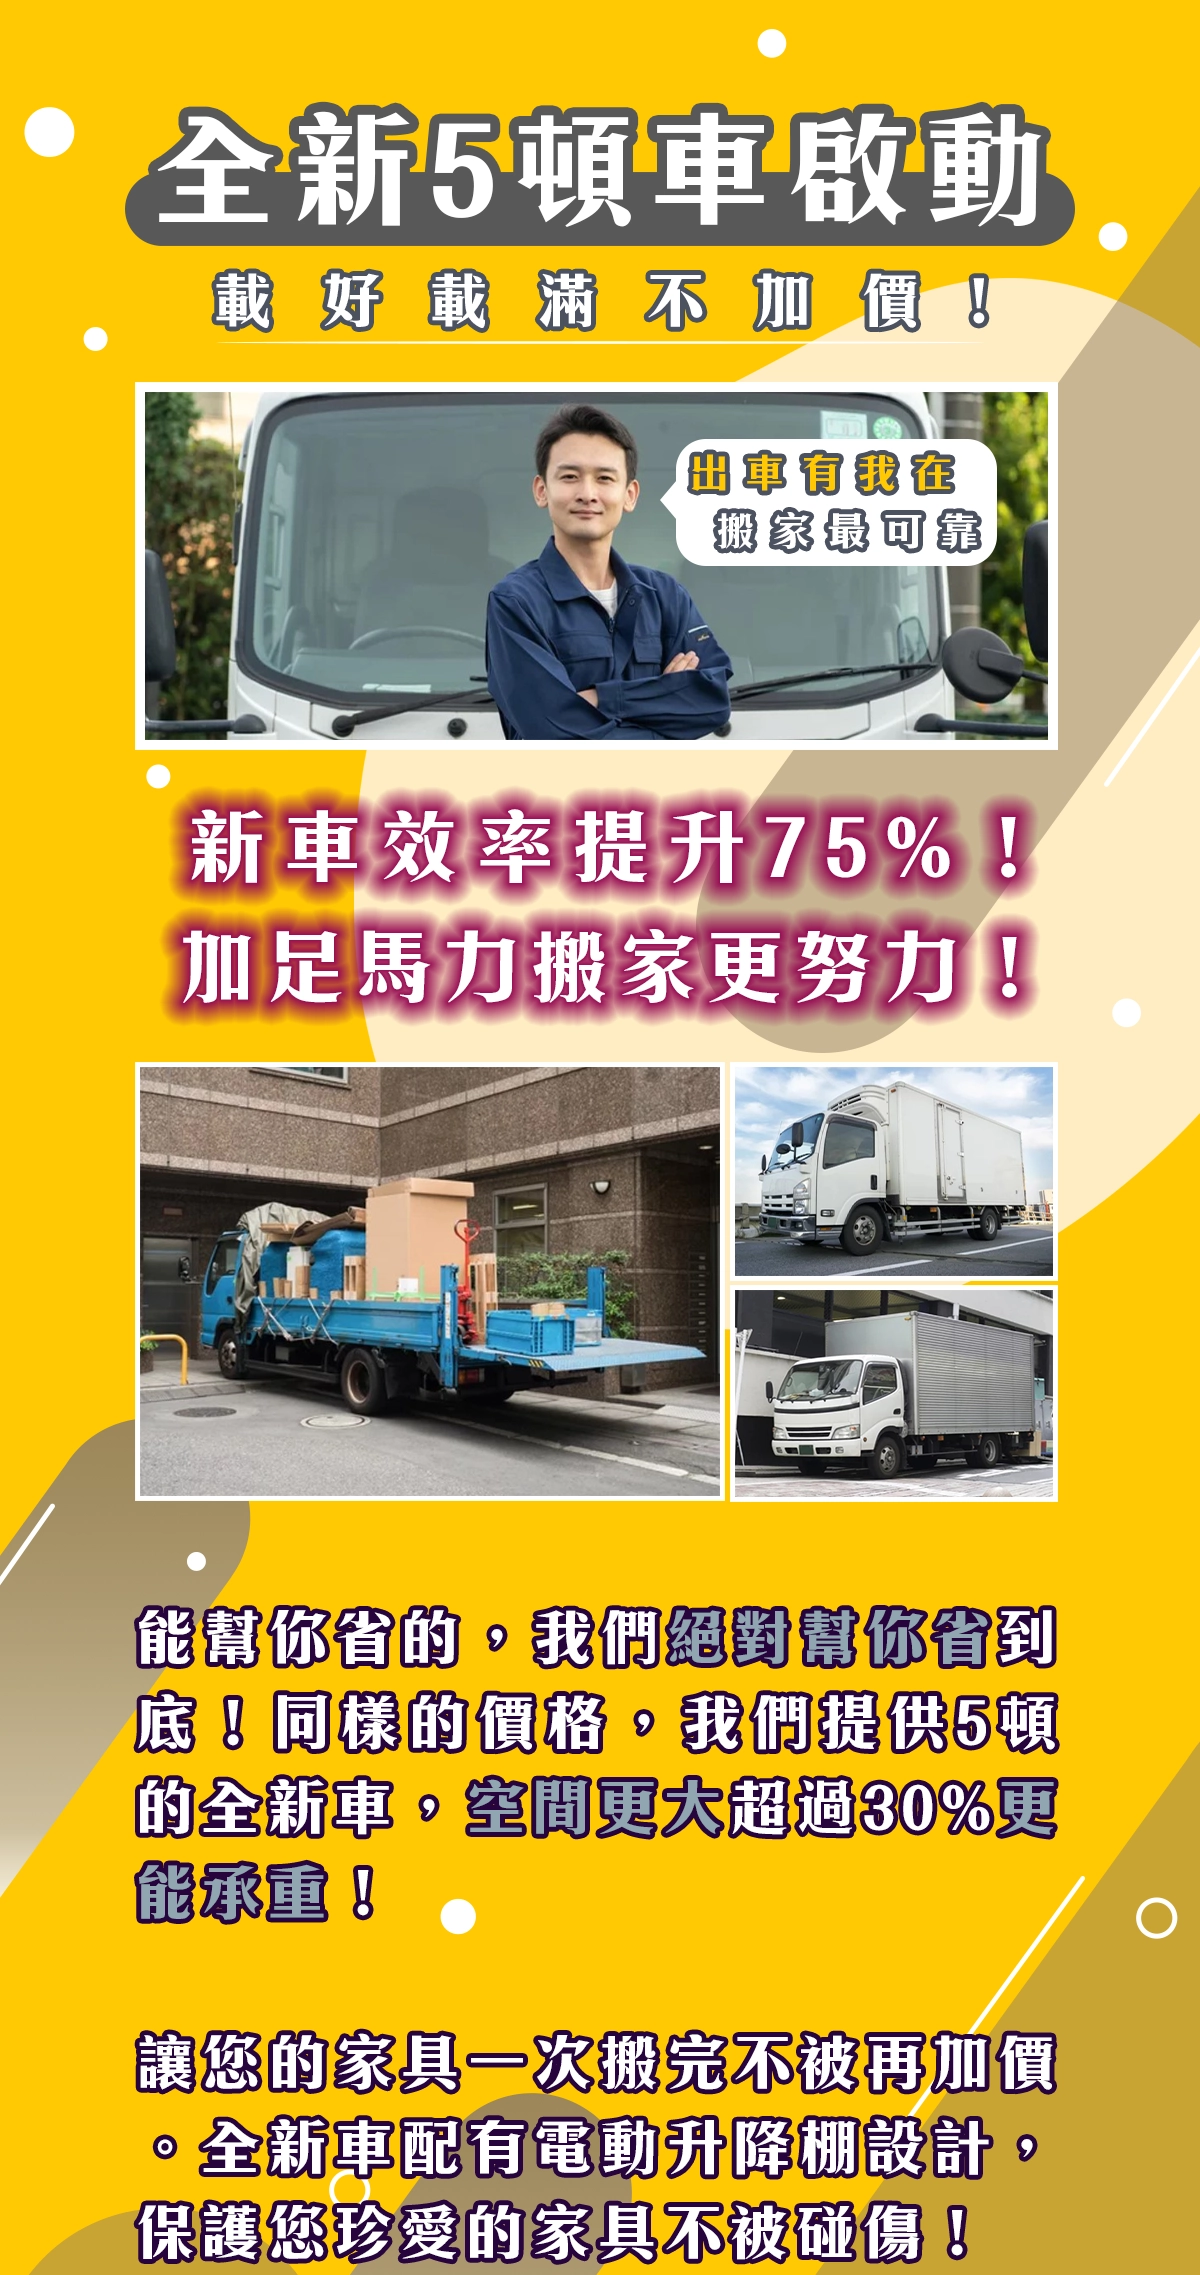 全新5頓車啟動
載好載滿不加價！
出車有我在
搬家最可靠
新車效率提升75%！
加足馬力搬家更努力！
能幫你省的，我們絕對幫你省到
底！同樣的價格，我們提供5頓
的全新車，空間更大超過30%更
能承重！
讓您的家具一次搬完不被再加價
。全新車配有電動升降棚設計，
保護您珍愛的家具不被碰傷！